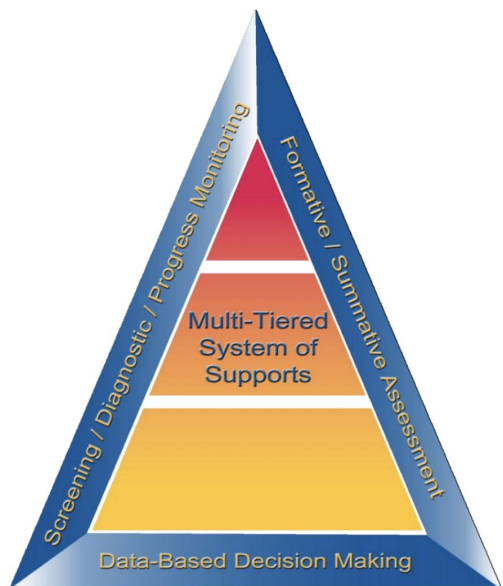 Screening / Diagnostic / Progress Monitoring
Formative / Summative Assessment
Multi-Tiered
System of
Supports
Data-Based Decision Making